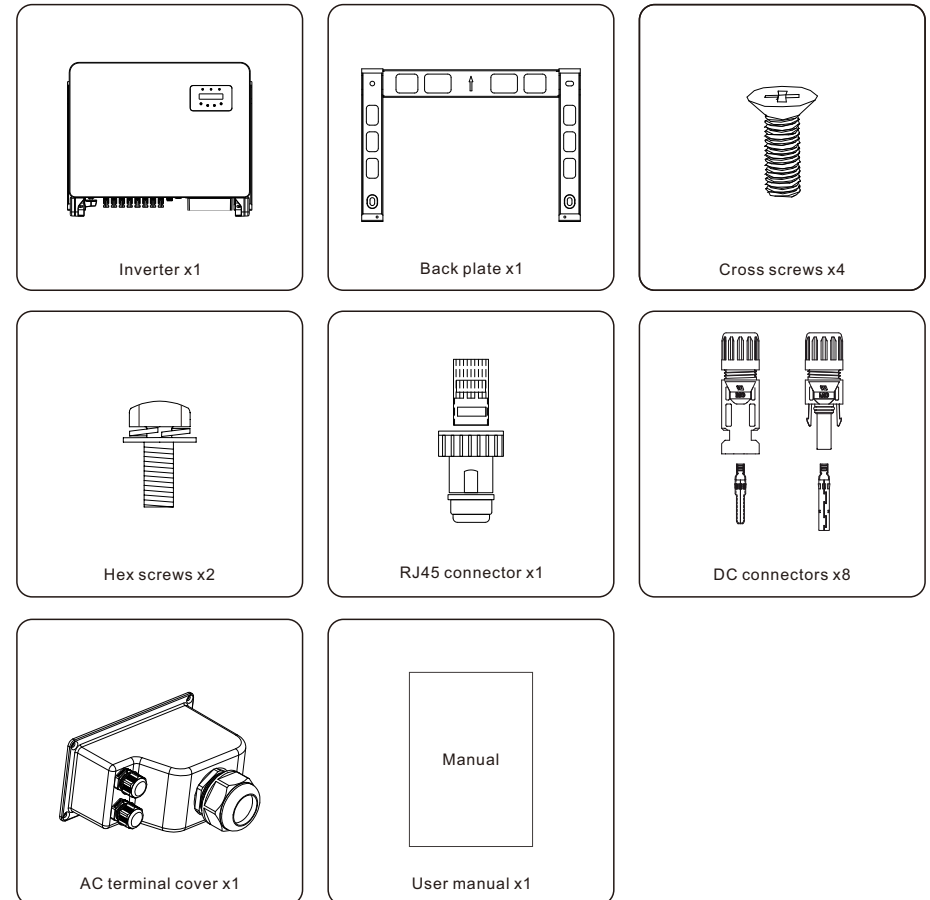 Inverter x1
Back plate x1
Cross screws x4
Hex screws x2
RJ45 connector x1
DC connectors x8
AC terminal cover x1
Manual
User manual x1